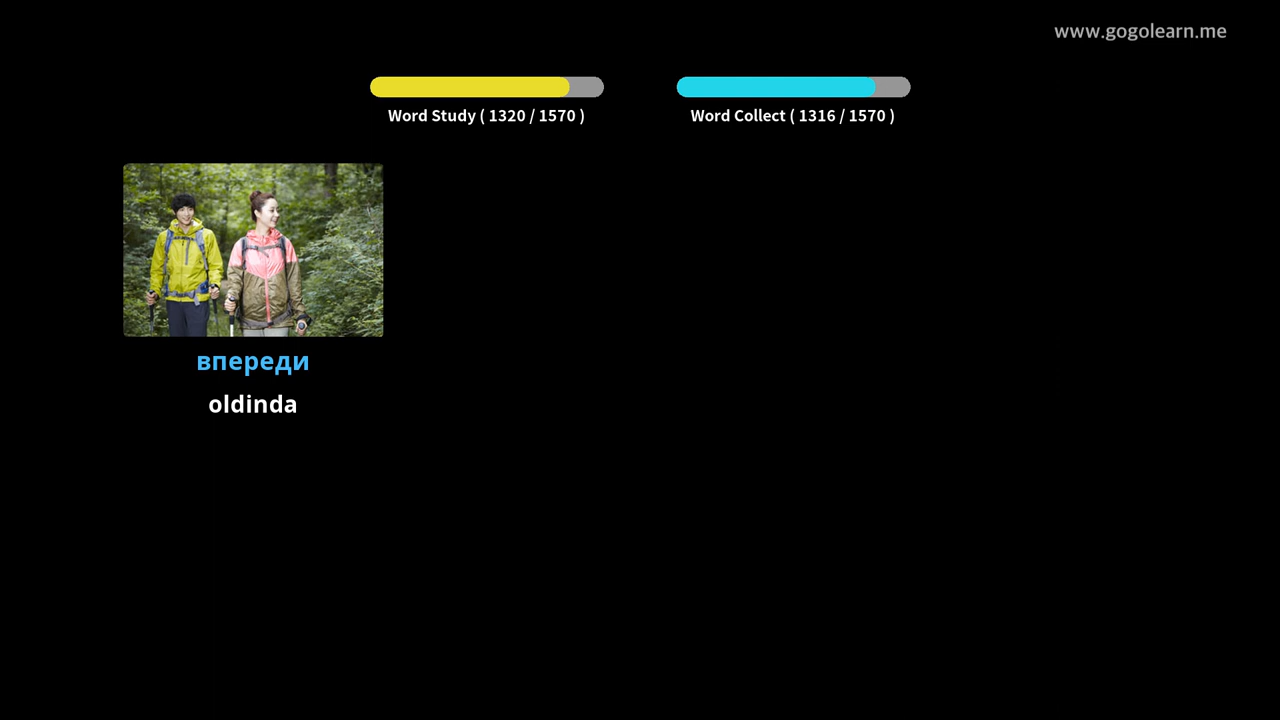 www.gogolearn.me
Word Study ( 1320 / 1570 )
Word Collect ( 1316 / 1570 )
впереди
oldinda